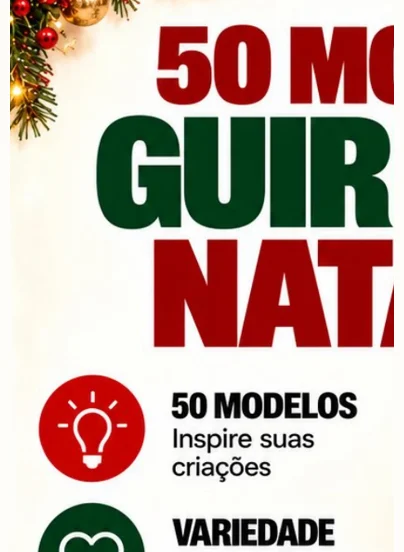 50 MO
GUIR
NATA
50 MODELOS
Inspire suas
criações
VARIEDADE